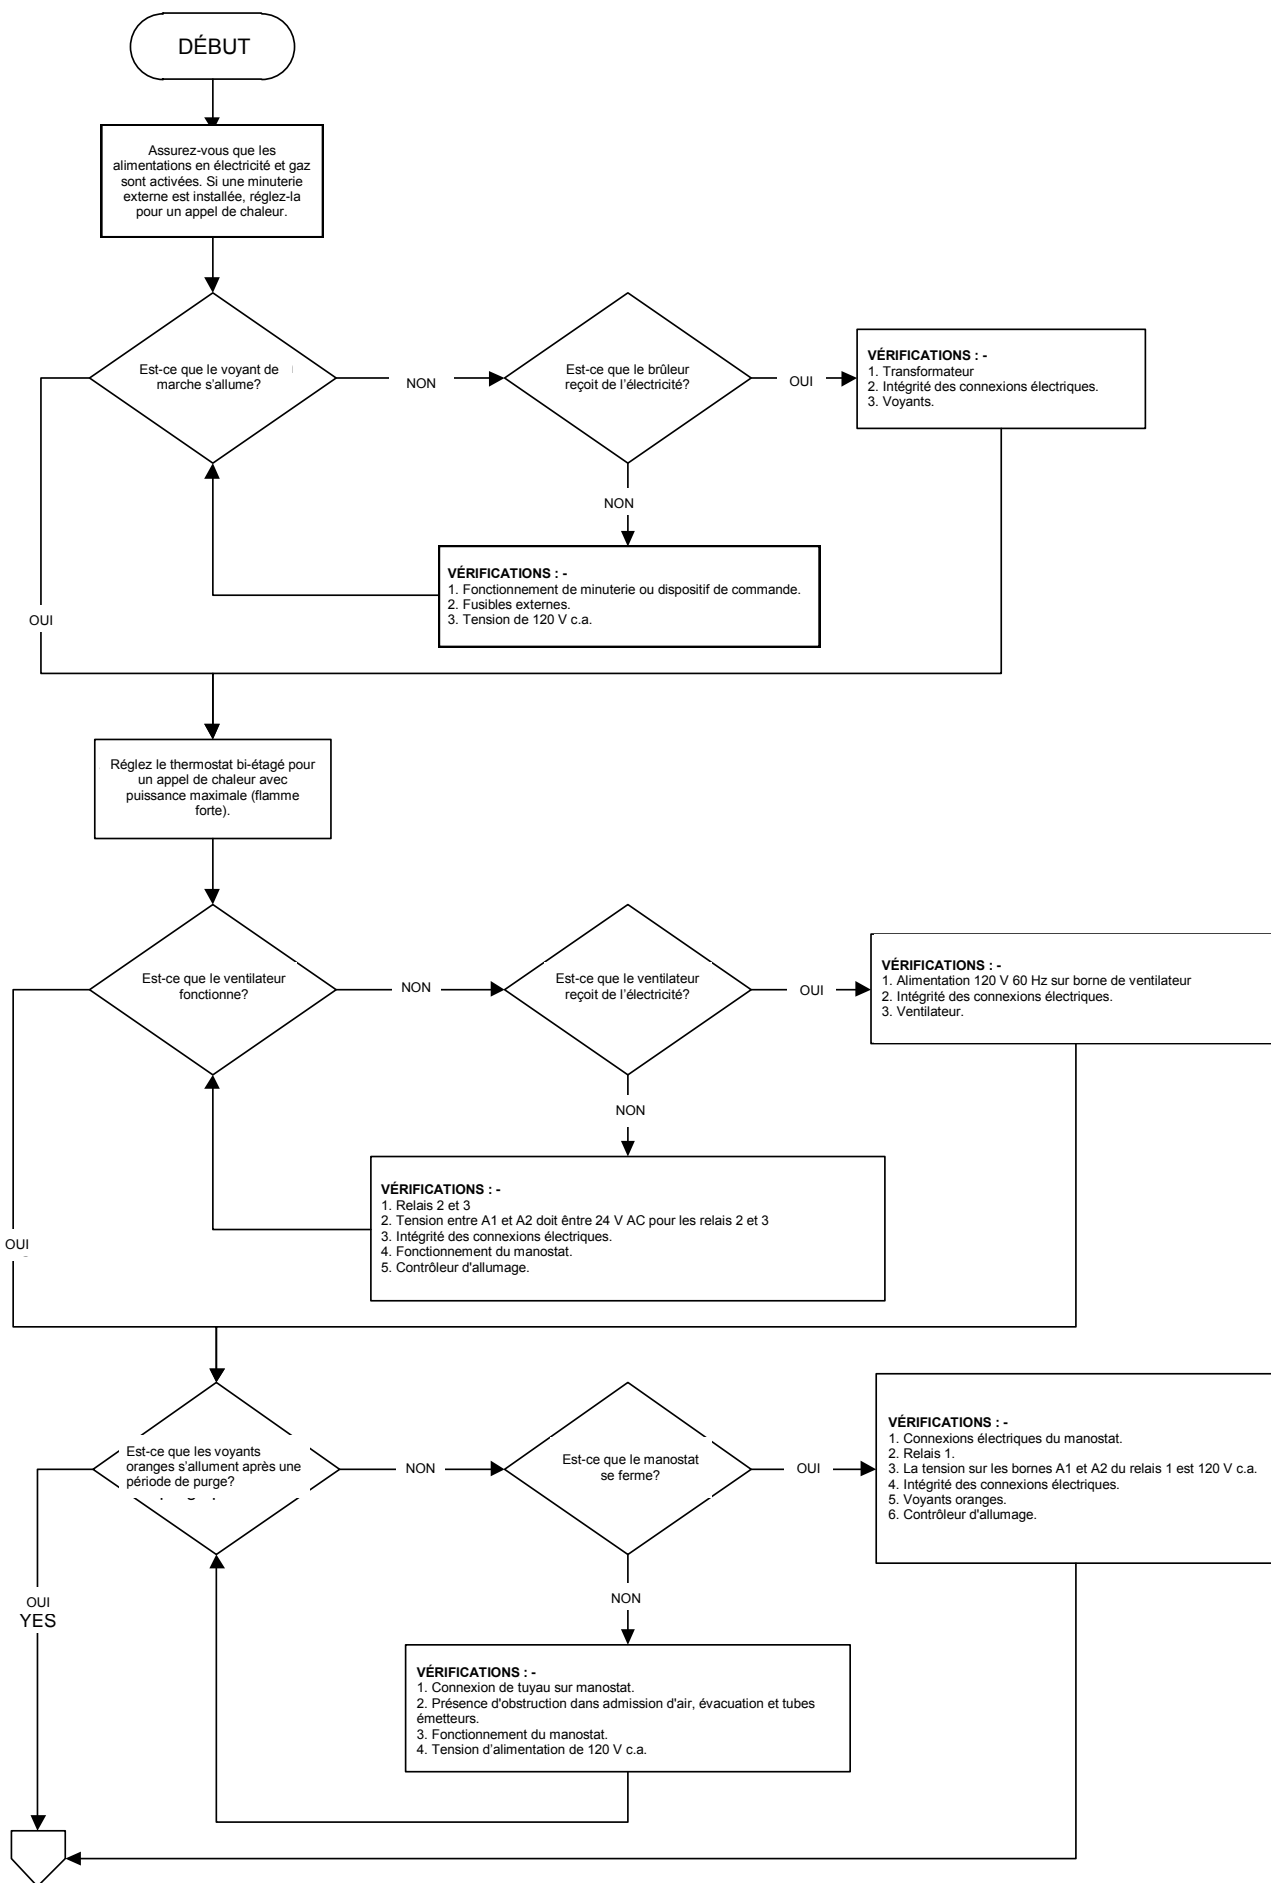 DÉBUT
Assurez-vous que les
alimentations en électricité et gaz
sont activées. Si une minuterie
externe est installée, réglez-la
pour un appel de chaleur.
Est-ce que le voyant de
marche s'allume?
NON
Est-ce que le brûleur
reçoit de l'électricité?
OUI
VÉRIFICATIONS : -
1. Transformateur
2. Intégrité des connexions électriques.
3. Voyants.
NON
VÉRIFICATIONS : -
1. Fonctionnement de minuterie ou dispositif de commande.
2. Fusibles externes.
3. Tension de 120 V c.a.
OUI
Réglez le thermostat bi-étagé pour
un appel de chaleur avec
puissance maximale (flamme
forte).
Est-ce que le ventilateur
fonctionne?
NON
Est-ce que le ventilateur
reçoit de l'électricité?
OUI
VÉRIFICATIONS : -
1. Alimentation 120 V 60 Hz sur borne de ventilateur
2. Intégrité des connexions électriques.
3. Ventilateur.
NON
VÉRIFICATIONS : -
1. Relais 2 et 3
2. Tension entre A1 et A2 doit êntre 24 V AC pour les relais 2 et 3
3. Intégrité des connexions électriques.
4. Fonctionnement du manostat.
5. Contrôleur d'allumage.
OUI
Est-ce que les voyants
oranges s'allument après une
période de purge?
NON
Est-ce que le manostat
se ferme?
OUI
VÉRIFICATIONS : -
1. Connexions électriques du manostat.
2. Relais 1.
3. La tension sur les bornes A1 et A2 du relais 1 est 120 V c.a.
4. Intégrité des connexions électriques.
5. Voyants oranges.
6. Contrôleur d'allumage.
OUI
YES
NON
VÉRIFICATIONS : -
1. Connexion de tuyau sur manostat.
2. Présence d'obstruction dans admission d'air, évacuation et tubes
émetteurs.
3. Fonctionnement du manostat.
4. Tension d'alimentation de 120 V c.a.